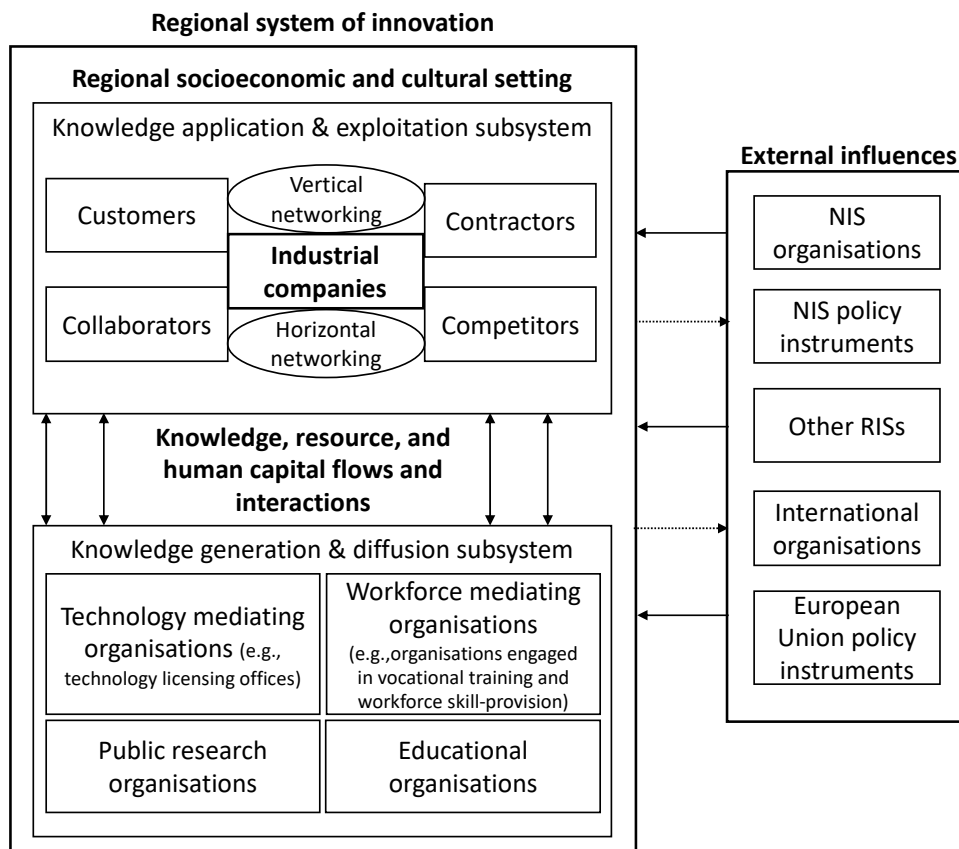 Regional system of innovation
Regional socioeconomic and cultural setting
Knowledge application & exploitation subsystem
Customers
Vertical
networking
Contractors
Industrial
companies
Collaborators
Horizontal
networking
Competitors
Knowledge, resource, and
human capital flows and
interactions
Knowledge generation & diffusion subsystem
Technology mediating
organisations (e.g.,
technology licensing offices)
Workforce mediating
organisations
(e.g.,organisations engaged
in vocational training and
workforce skill-provision)
Public research
organisations
Educational
organisations
External influences
NIS
organisations
NIS policy
instruments
Other RISs
International
organisations
European
Union policy
instruments